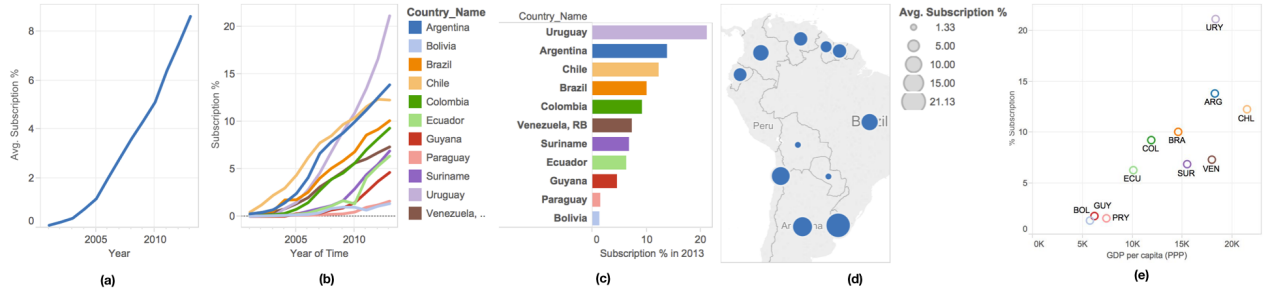 Avg. Subscription %
8
6
4
2
0
2005
2010
Year
(a)
Subscription %
20
15
10
5
0
2005
2010
Year of Time
(b)
Country_Name
Argentina
Bolivia
Brazil
Chile
Colombia
Ecuador
Guyana
Paraguay
Suriname
Uruguay
Venezuela, ..
Country_Name
Uruguay
Argentina
Chile
Brazil
Colombia
Venezuela, RB
Suriname
Ecuador
Guyana
Paraguay
Bolivia
0
10
20
Subscription % in 2013
(c)
Peru
(d)
Avg. Subscription %
1.33
5.00
10.00
15.00
21.13
% Subscription
20
15
10
5
0
URY
ARG
CHL
BRA
COL
VEN
SUR
ECU
GUY
BOL
PRY
0K
5K
10K
15K
20K
GDP per capita (PPP)
(e)